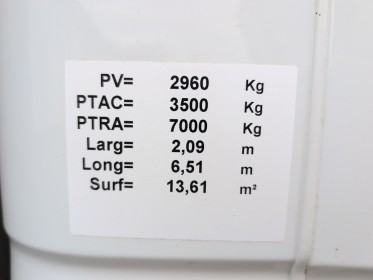 PV= 2960 Kg
PTAC= 3500 Kg
PTRA= 7000 Kg
Larg= 2,09 m
Long= 6,51 m
Surf= 13,61 m²